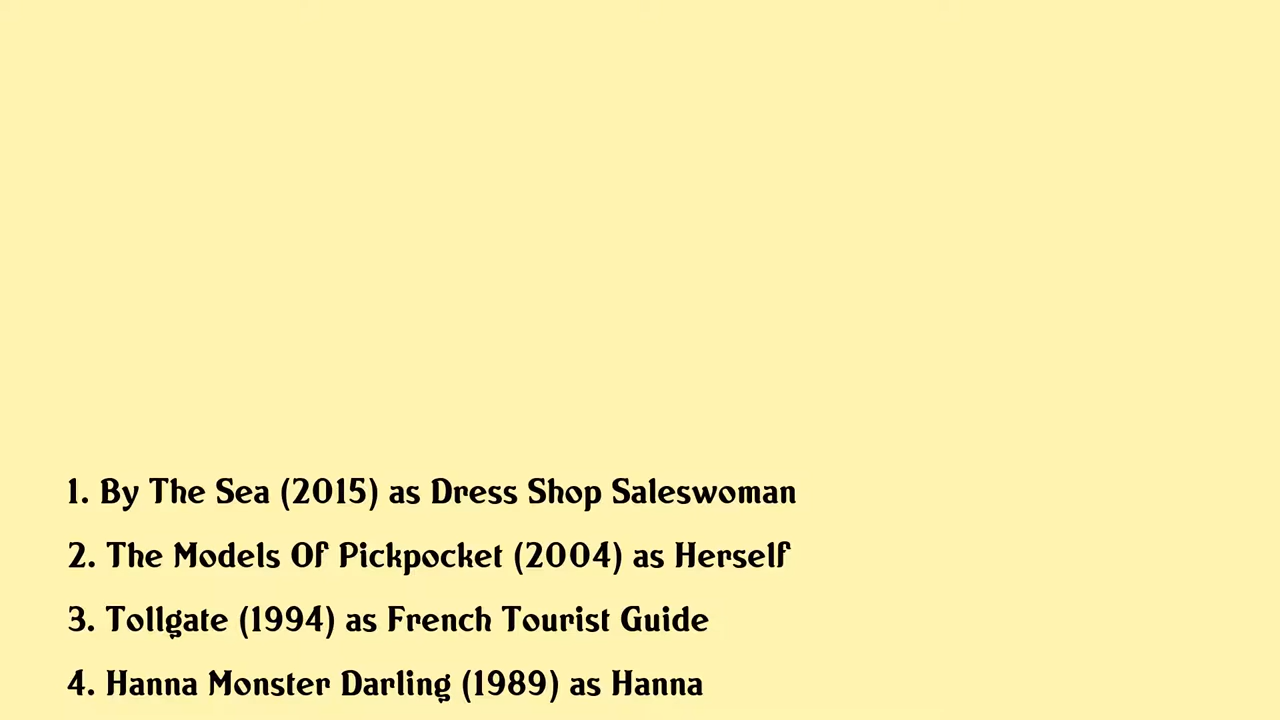 1. By The Sea (2015) as Dress Shop Saleswoman
2. The Models Of Pickpocket (2004) as Herself
3. Tollgate (1994) as French Tourist Guide
4. Hanna Monster Darling (1989) as Hanna